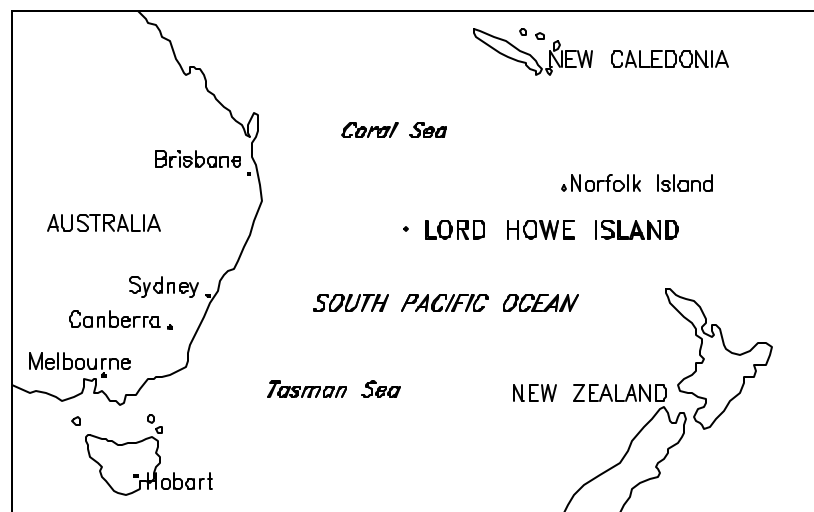 NEW CALEDONIA
Coral Sea
Brisbane
Norfolk Island
AUSTRALIA
LORD HOWE ISLAND
Sydney
SOUTH PACIFIC OCEAN
Canberra
Melbourne
Tasman Sea
NEW ZEALAND
Hobart